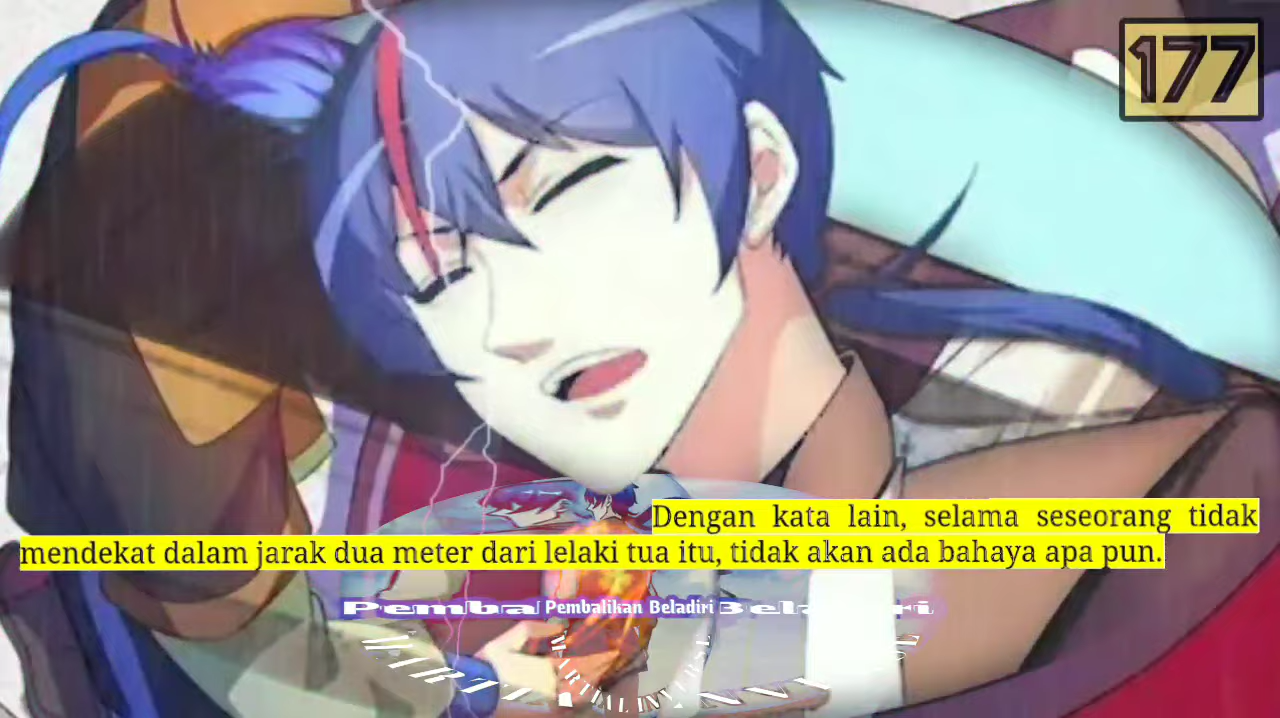 177
Dengan kata lain, selama seseorang tidak
mendekat dalam jarak dua meter dari lelaki tua itu, tidak akan ada bahaya apa pun.
Pembalikan Beladiri